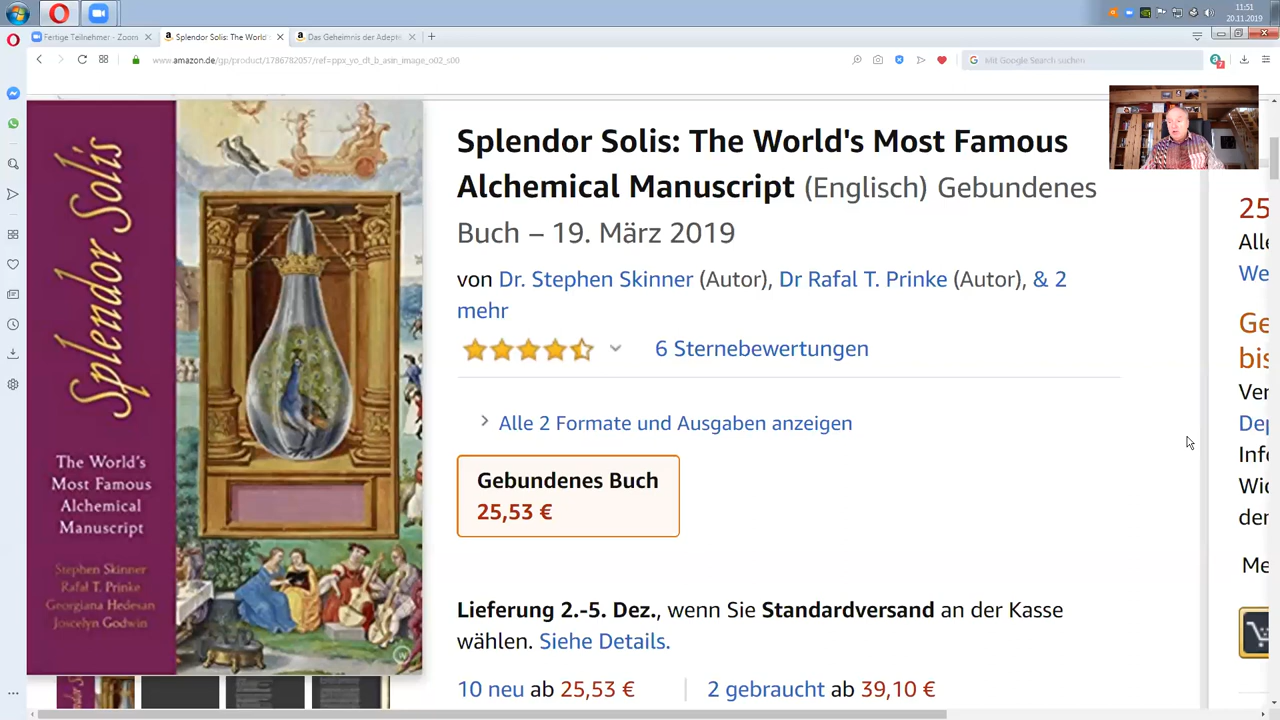 11:51
20.11.2019
Fertige Teilnehmer - Zoom
Splendor Solis: The World
Das Geheimnis der Adept
www.amazon.de/gp/product/1786782057/ref=ppx_yo_dt_b_asin_image_o02_s00
Mit Google Search suchen
7
Splendor Solis
The World's
Most Famous
Alchemical
Manuscript
Stephen Skinner
Rafał T. Prinke
Georgiana Hedesan
Joscelyn Godwin
W
Splendor Solis: The World's Most Famous
Alchemical Manuscript (Englisch) Gebundenes
Buch – 19. März 2019
von Dr. Stephen Skinner (Autor), Dr Rafal T. Prinke (Autor), & 2
mehr
6 Sternebewertungen
Alle 2 Formate und Ausgaben anzeigen
Gebundenes Buch
25,53 €
Lieferung 2.-5. Dez., wenn Sie Standardversand an der Kasse
wählen. Siehe Details.
10 neu ab 25,53 € 2 gebraucht ab 39,10 €
25
Alle
We
Ge
bis
Ver
Dep
Info
Wid
der
Me